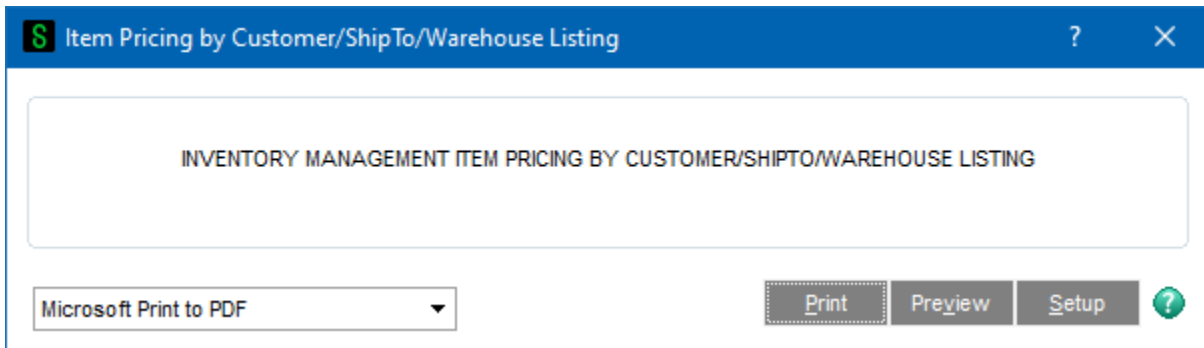 S Item Pricing by Customer/ShipTo/Warehouse Listing ?
INVENTORY MANAGEMENT ITEM PRICING BY CUSTOMER/SHIPTO/WAREHOUSE LISTING
Microsoft Print to PDF Print Preview Setup ?